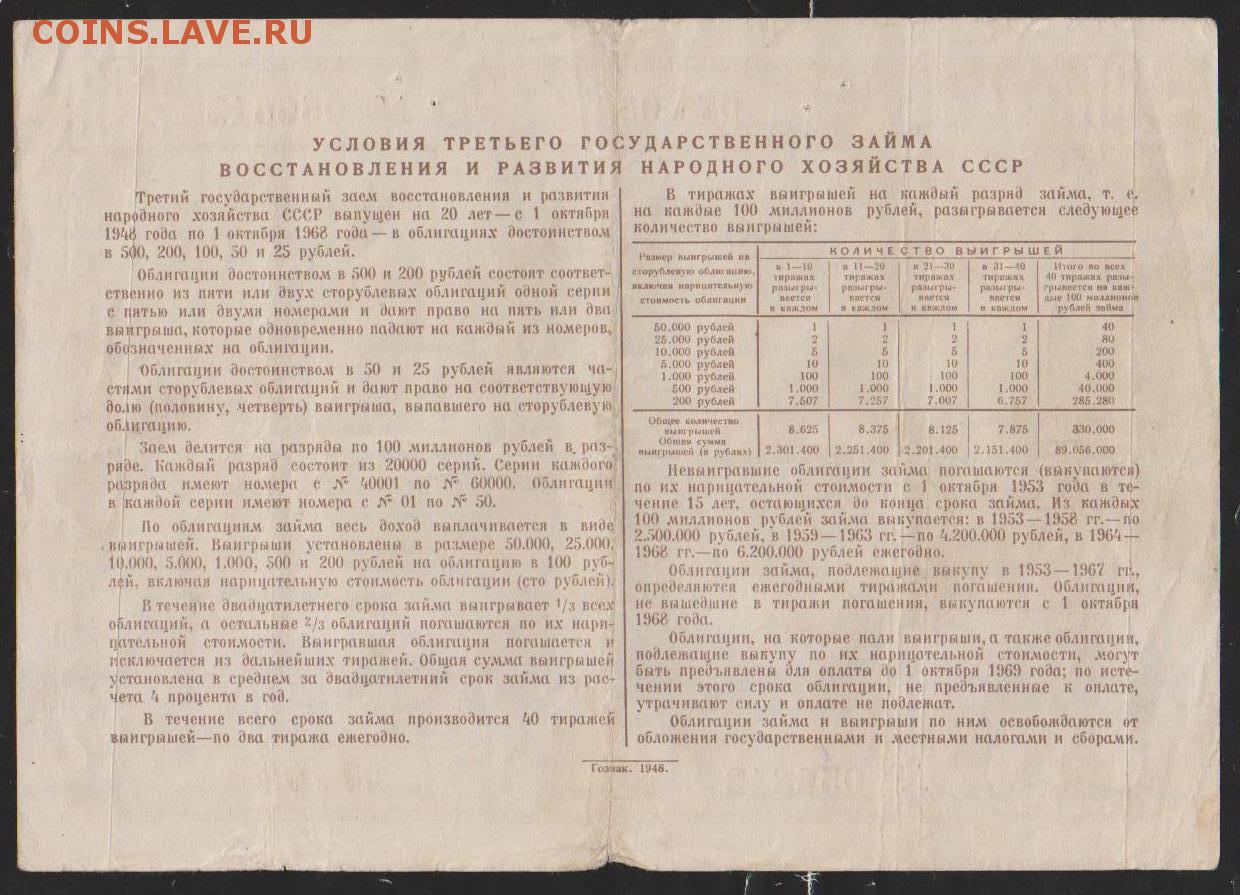 COINS.LAVE.RU
УСЛОВИЯ ТРЕТЬЕГО ГОСУДАРСТВЕННОГО ЗАЙМА
ВОССТАНОВЛЕНИЯ И РАЗВИТИЯ НАРОДНОГО ХОЗЯЙСТВА СССР
Третий государственный заем восстановления и развития
народного хозяйства СССР выпущен на 20 лет — с 1 октября
1948 года по 1 октября 1968 года — в облигациях достоинством
в 500, 200, 100, 50 и 25 рублей.
Облигации достоинством в 500 и 200 рублей состоят соответ-
ственно из пяти или двух сторублевых облигаций одной серии
с пятью или двумя номерами и дают право на пять или два
выигрыша, которые одновременно падают на каждый из номеров,
обозначенных на облигации.
Облигации достоинством в 50 и 25 рублей являются ча-
стями сторублевых облигаций и дают право на соответствующую
долю (половину, четверть) выигрыша, выпавшего на сторублевую
облигацию.
Заем делится на разряды по 100 миллионов рублей в раз-
ряде. Каждый разряд состоит из 20000 серий. Серии каждого
разряда имеют номера с № 40001 по № 60000. Облигации
в каждой серии имеют номера с № 01 по № 50.
По облигациям займа весь доход выплачивается в виде
выигрышей. Выигрыши установлены в размере 50.000, 25.000,
10.000, 5.000, 1.000, 500 и 200 рублей на облигацию в 100 руб-
лей, включая нарицательную стоимость облигации (сто рублей).
В течение двадцатилетнего срока займа выигрывает 1/3 всех
облигаций, а остальные 2/3 облигаций погашаются по их нари-
цательной стоимости. Выигравшая облигация погашается и
исключается из дальнейших тиражей. Общая сумма выигрышей
установлена в среднем за двадцатилетний срок займа из рас-
чета 4 процента в год.
В течение всего срока займа производится 40 тиражей
выигрышей—по два тиража ежегодно.
В тиражах выигрышей на каждый разряд займа, т. е.
на каждые 100 миллионов рублей, разыгрывается следующее
количество выигрышей:
Размер выигрышей на
сторублевую облигацию,
включая нарицательную
стоимость облигации
КОЛИЧЕСТВО ВЫИГРЫШЕЙ
в 1—10 тиражах разыгры-вается в каждом
в 11—20 тиражах разыгры-вается в каждом
в 21—30 тиражах разыгры-вается в каждом
в 31—40 тиражах разыгры-вается в каждом
Итого во всех 40 тиражах разы-грывается на каж-дые 100 миллионов рублей займа
50.000 рублей 1 1 1 1 40
25.000 рублей 2 2 2 2 80
10.000 рублей 5 5 5 5 200
5.000 рублей 10 10 10 10 400
1.000 рублей 100 100 100 100 4.000
500 рублей 1.000 1.000 1.000 1.000 40.000
200 рублей 7.507 7.257 7.007 6.757 285.280
Общее количество
выигрышей 8.625 8.375 8.125 7.875 330.000
Общая сумма
выигрышей (в рублях) 2.301.400 2.251.400 2.201.400 2.151.400 89.056.000
Невыигравшие облигации займа погашаются (выкупаются)
по их нарицательной стоимости с 1 октября 1953 года в те-
чение 15 лет, остающихся до конца срока займа. Из каждых
100 миллионов рублей займа выкупается: в 1953—1958 гг.—по
2.500.000 рублей, в 1959—1963 гг.—по 4.200.000 рублей, в 1964—
1968 гг.—по 6.200.000 рублей ежегодно.
Облигации займа, подлежащие выкупу в 1953—1967 гг.,
определяются ежегодными тиражами погашения. Облигации,
не вышедшие в тиражи погашения, выкупаются с 1 октября
1968 года.
Облигации, на которые пали выигрыши, а также облигации,
подлежащие выкупу по их нарицательной стоимости, могут
быть предъявлены для оплаты до 1 октября 1969 года; по исте-
чении этого срока облигации, не предъявленные к оплате,
утрачивают силу и оплате не подлежат.
Облигации займа и выигрыши по ним освобождаются от
обложения государственными и местными налогами и сборами.
Гознак. 1948.